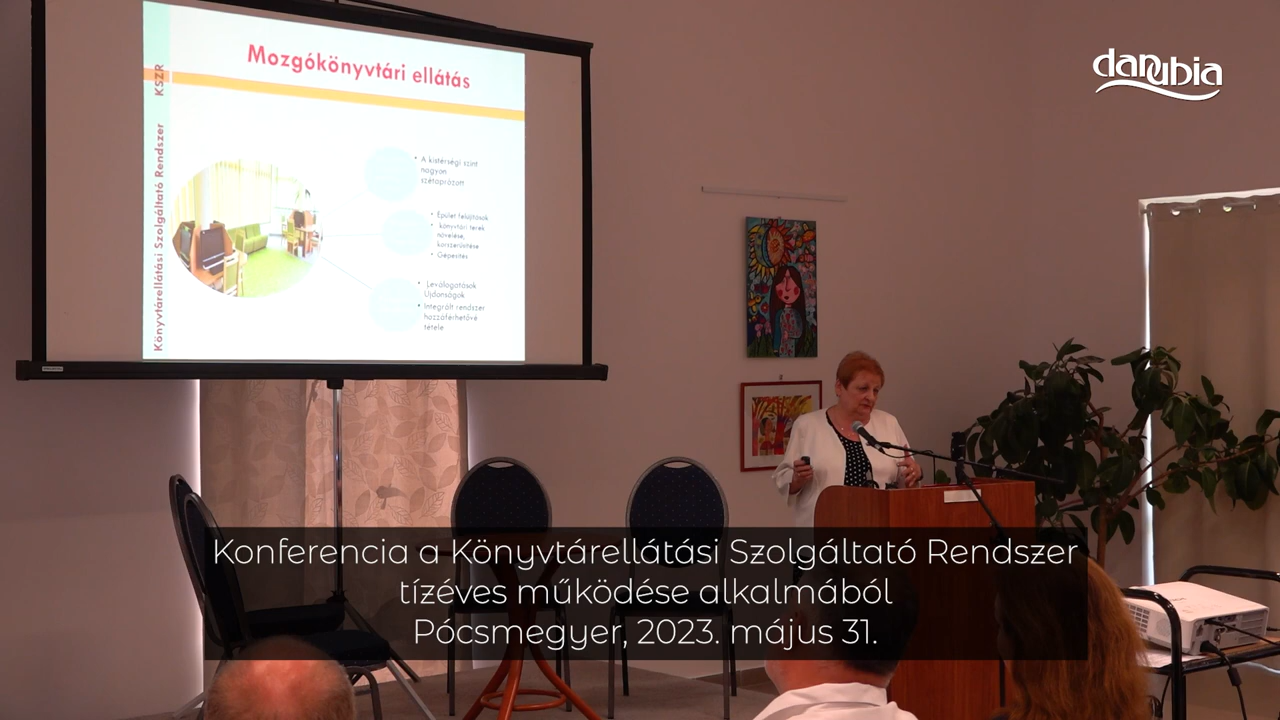 danubia
Mozgókönyvtári ellátás
Könyvtárellátási Szolgáltató Rendszer KSZR
• A kistérségi szint
nagyon
szétaprózott
• Épület felújítások
• könyvtári terek
növelése,
korszerűsítése
• Gépesítés
• Leválogatások
Újdonságok
• Integrált rendszer
hozzáférhetővé
tétele
Konferencia a Könyvtárellátási Szolgáltató Rendszer
tízéves működése alkalmából
Pócsmegyer, 2023. május 31.